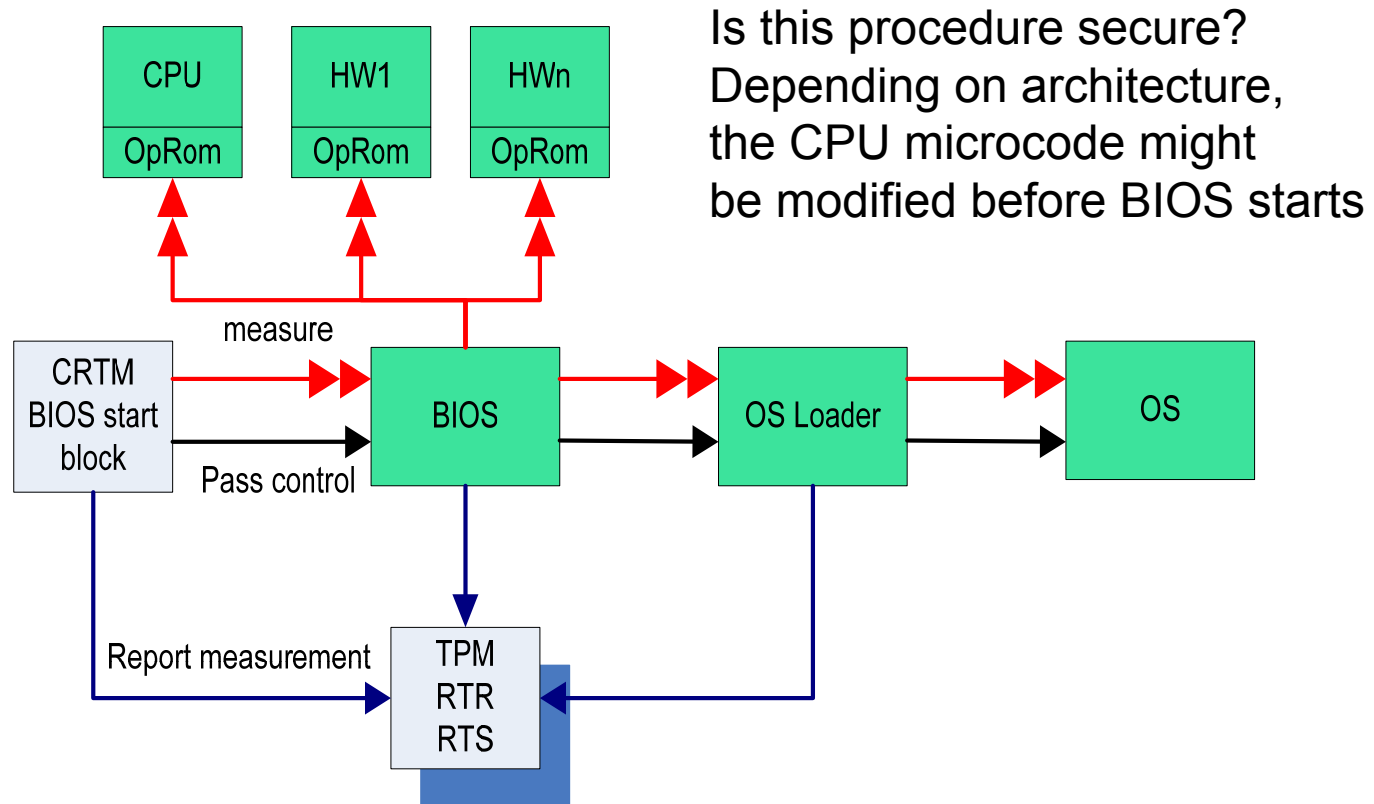 Is this procedure secure?
Depending on architecture,
the CPU microcode might
be modified before BIOS starts
CPU
OpRom
HW1
OpRom
HWn
OpRom
measure
CRTM
BIOS start
block
BIOS
OS Loader
OS
Pass control
Report measurement
TPM
RTR
RTS